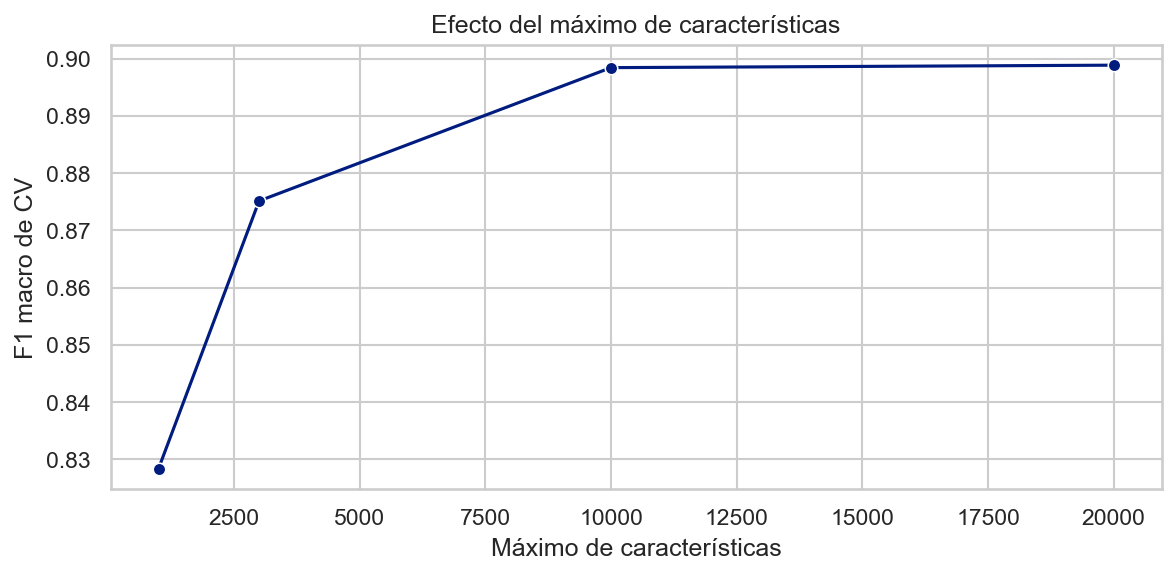 Efecto del máximo de características
F1 macro de CV
0.90
0.89
0.88
0.87
0.86
0.85
0.84
0.83
2500 5000 7500 10000 12500 15000 17500 20000
Máximo de características